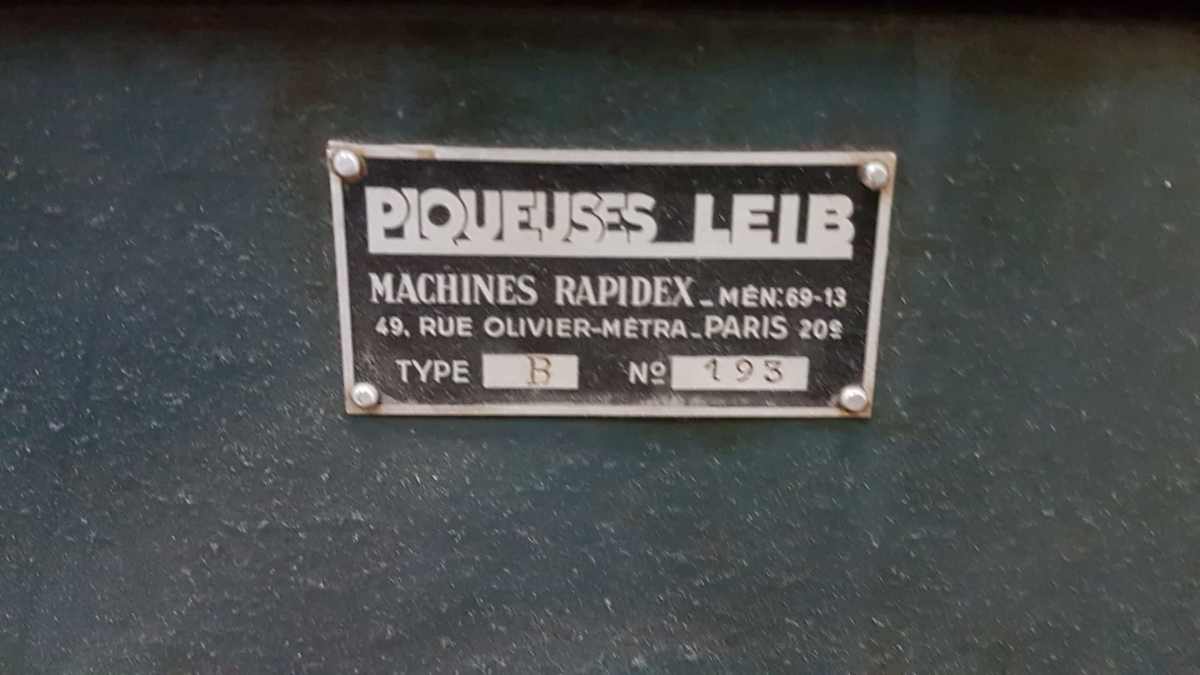 PIQUEUSES LEIB
MACHINES RAPIDEX - MÉN: 69-13
49, RUE OLIVIER-MÉTRA - PARIS 20ᵉ
TYPE B Nº 193